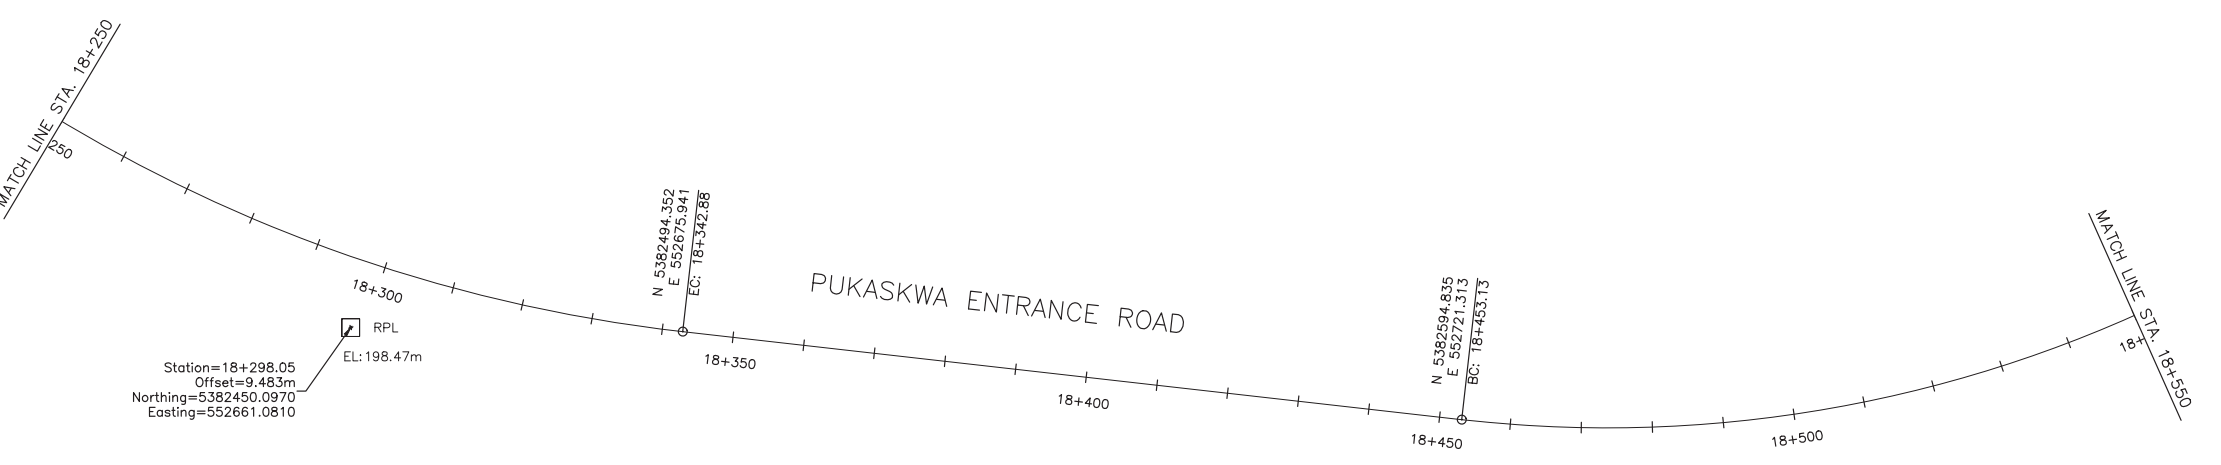 MATCH LINE STA. 18+250
250
18+300
RPL
EL: 198.47m
Station=18+298.05
Offset=9.483m
Northing=5382450.0970
Easting=552661.0810
N 5382494.352
E 552675.941
EC: 18+342.88
18+350
PUKASKWA ENTRANCE ROAD
18+400
N 5382594.835
E 552721.313
BC: 18+453.13
18+450
18+500
18+
MATCH LINE STA. 18+550